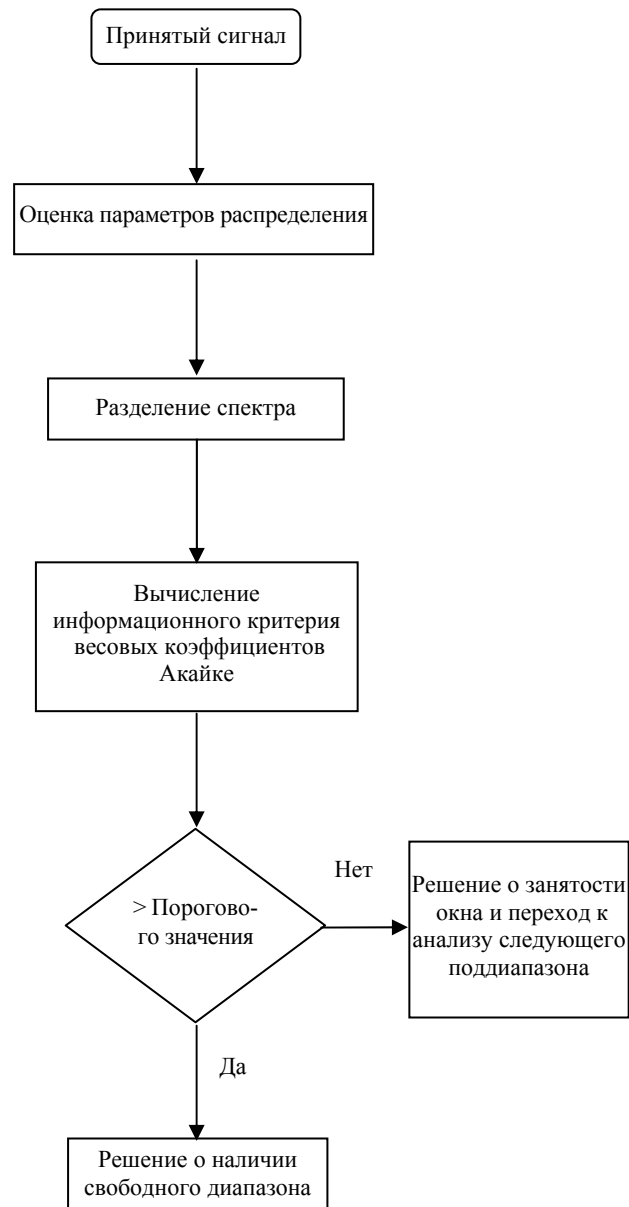 Принятый сигнал
Оценка параметров распределения
Разделение спектра
Вычисление
информационного критерия
весовых коэффициентов
Акайке
> Порогово-
го значения
Нет
Решение о занятости
окна и переход к
анализу следующего
поддиапазона
Да
Решение о наличии
свободного диапазона